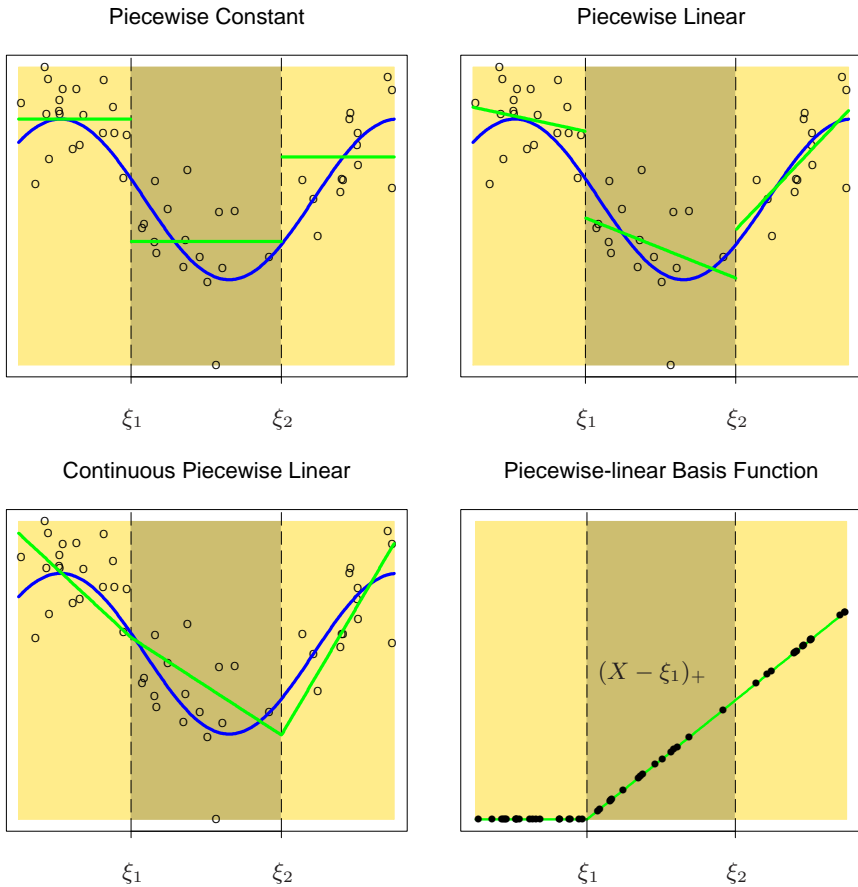 Piecewise Constant
Piecewise Linear
ξ₁
ξ₂
ξ₁
ξ₂
Continuous Piecewise Linear
Piecewise-linear Basis Function
(X − ξ₁)₊
ξ₁
ξ₂
ξ₁
ξ₂